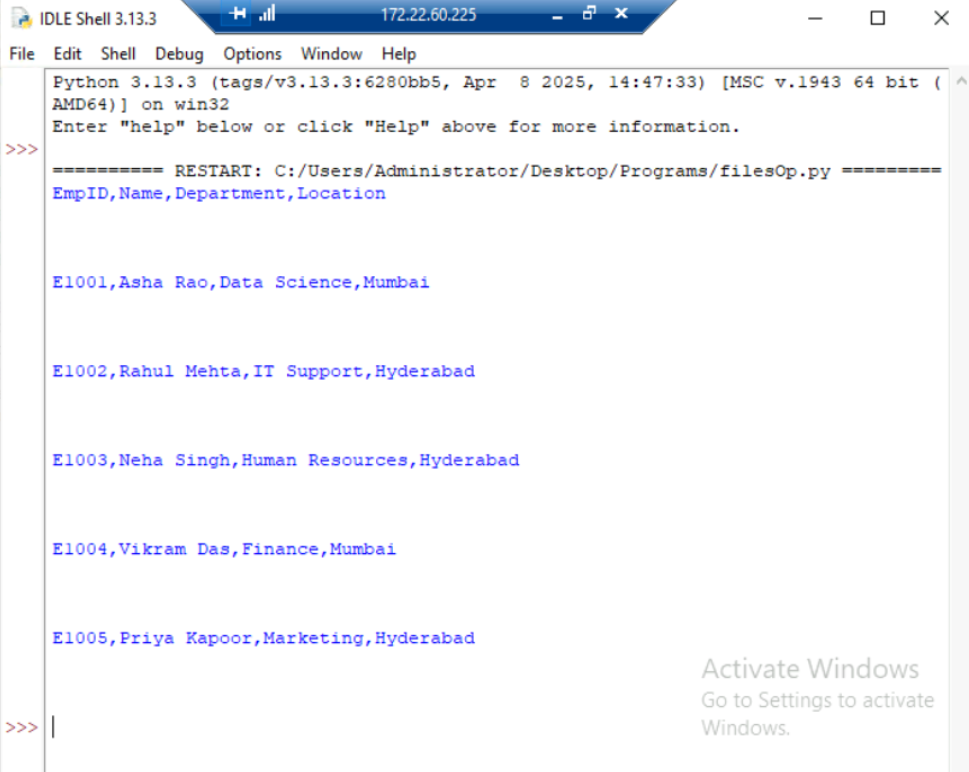 IDLE Shell 3.13.3
172.22.60.225
File Edit Shell Debug Options Window Help
Python 3.13.3 (tags/v3.13.3:6280bb5, Apr  8 2025, 14:47:33) [MSC v.1943 64 bit (
AMD64)] on win32
Enter "help" below or click "Help" above for more information.
>>>
========== RESTART: C:/Users/Administrator/Desktop/Programs/filesOp.py =========
EmpID,Name,Department,Location
E1001,Asha Rao,Data Science,Mumbai
E1002,Rahul Mehta,IT Support,Hyderabad
E1003,Neha Singh,Human Resources,Hyderabad
E1004,Vikram Das,Finance,Mumbai
E1005,Priya Kapoor,Marketing,Hyderabad
Activate Windows
Go to Settings to activate
Windows.
>>>